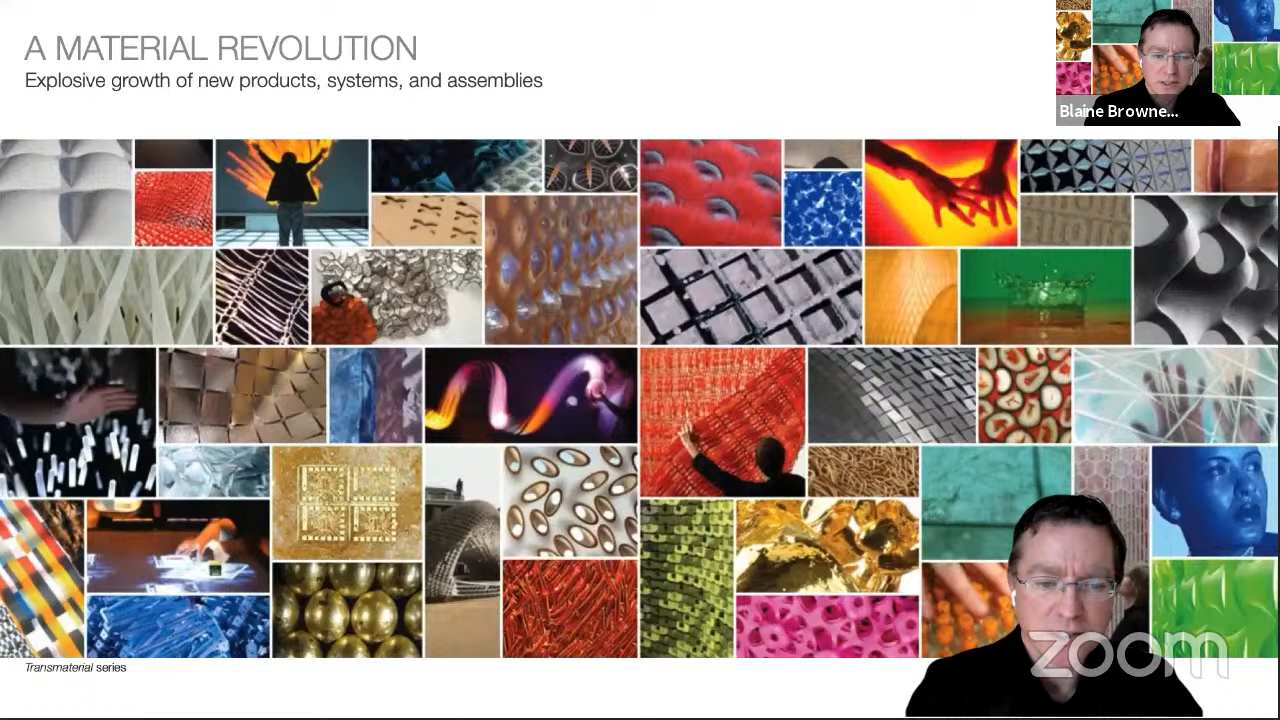 A MATERIAL REVOLUTION
Explosive growth of new products, systems, and assemblies
Blaine Browne...
Transmaterial series
zoom